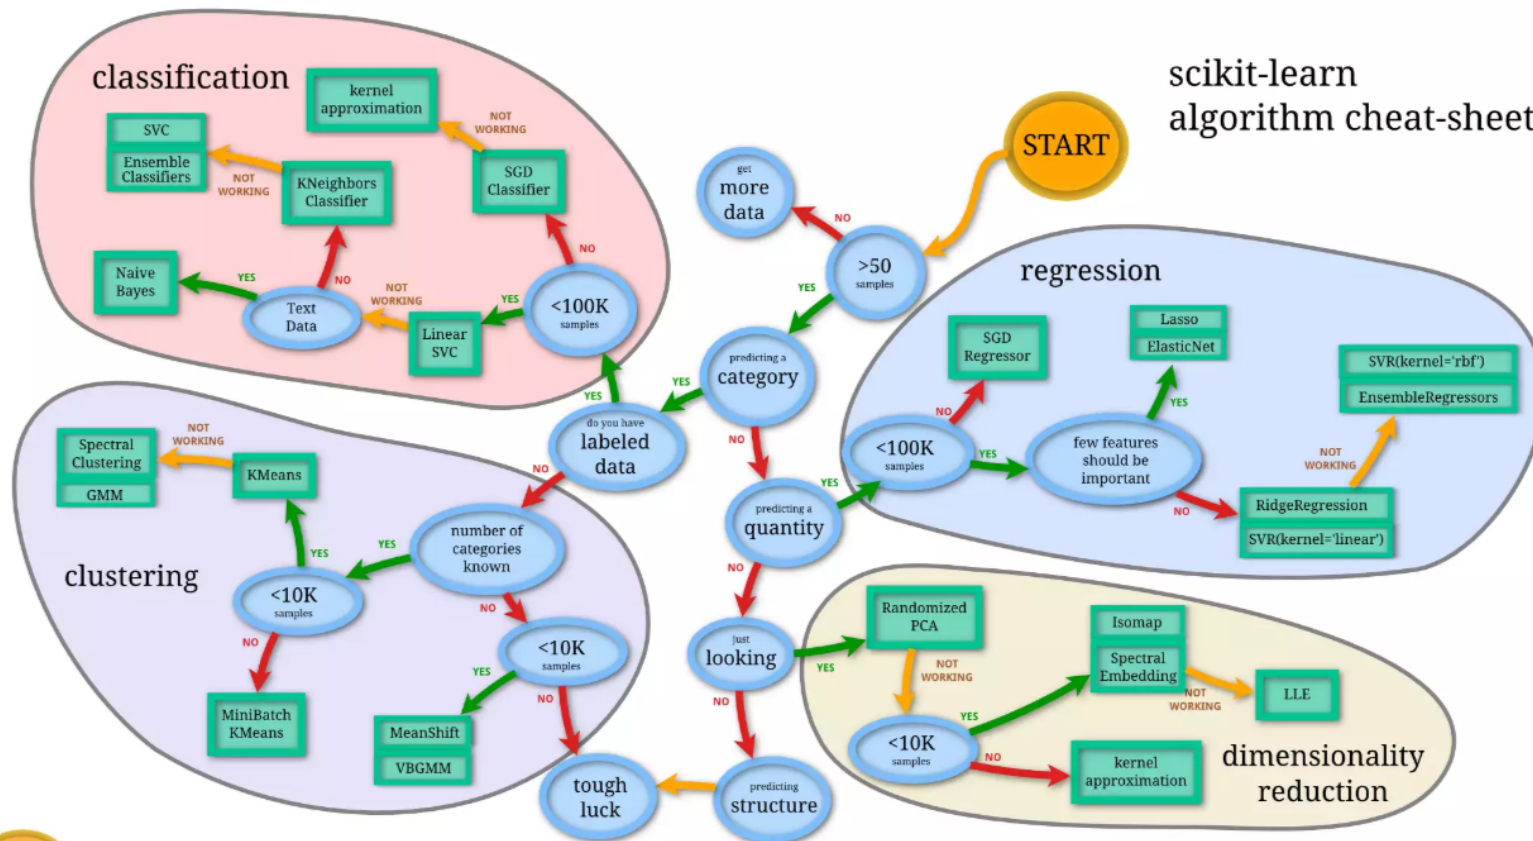 scikit-learn
algorithm cheat-sheet
START
>50
samples
NO
get
more
data
YES
predicting a
category
YES
do you have
labeled
data
YES
classification
<100K
samples
NO
SGD
Classifier
NOT
WORKING
kernel
approximation
YES
Linear
SVC
NOT
WORKING
Text
Data
YES
Naive
Bayes
NO
KNeighbors
Classifier
NOT
WORKING
SVC
Ensemble
Classifiers
NO
clustering
number of
categories
known
YES
<10K
samples
YES
KMeans
NOT
WORKING
Spectral
Clustering
GMM
NO
MiniBatch
KMeans
NO
<10K
samples
YES
MeanShift
VBGMM
NO
tough
luck
NO
predicting a
quantity
YES
regression
<100K
samples
NO
SGD
Regressor
YES
few features
should be
important
YES
Lasso
ElasticNet
NO
RidgeRegression
SVR(kernel='linear')
NOT
WORKING
SVR(kernel='rbf')
EnsembleRegressors
NO
just
looking
YES
dimensionality
reduction
Randomized
PCA
NOT
WORKING
<10K
samples
YES
Isomap
Spectral
Embedding
NOT
WORKING
LLE
NO
kernel
approximation
NO
predicting
structure